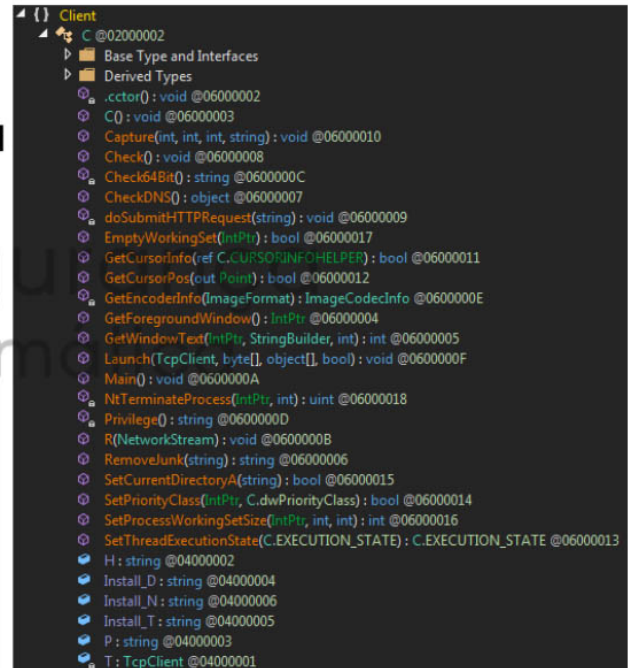 { } Client
C @02000002
Base Type and Interfaces
Derived Types
.cctor() : void @06000002
C() : void @06000003
Capture(int, int, int, string) : void @06000010
Check() : void @06000008
Check64Bit() : string @0600000C
CheckDNS() : object @06000007
doSubmitHTTPRequest(string) : void @06000009
EmptyWorkingSet(IntPtr) : bool @06000017
GetCursorInfo(ref C.CURSORINFOHELPER) : bool @06000011
GetCursorPos(out Point) : bool @06000012
GetEncoderInfo(ImageFormat) : ImageCodecInfo @0600000E
GetForegroundWindow() : IntPtr @06000004
GetWindowText(IntPtr, StringBuilder, int) : int @06000005
Launch(TcpClient, byte[], object[], bool) : void @0600000F
Main() : void @0600000A
NtTerminateProcess(IntPtr, int) : uint @06000018
Privilege() : string @0600000D
R(NetworkStream) : void @0600000B
RemoveJunk(string) : string @06000006
SetCurrentDirectoryA(string) : bool @06000015
SetPriorityClass(IntPtr, C.dwPriorityClass) : bool @06000014
SetProcessWorkingSetSize(IntPtr, int, int) : int @06000016
SetThreadExecutionState(C.EXECUTION_STATE) : C.EXECUTION_STATE @06000013
H : string @04000002
Install_D : string @04000004
Install_N : string @04000006
Install_T : string @04000005
P : string @04000003
T : TcpClient @04000001